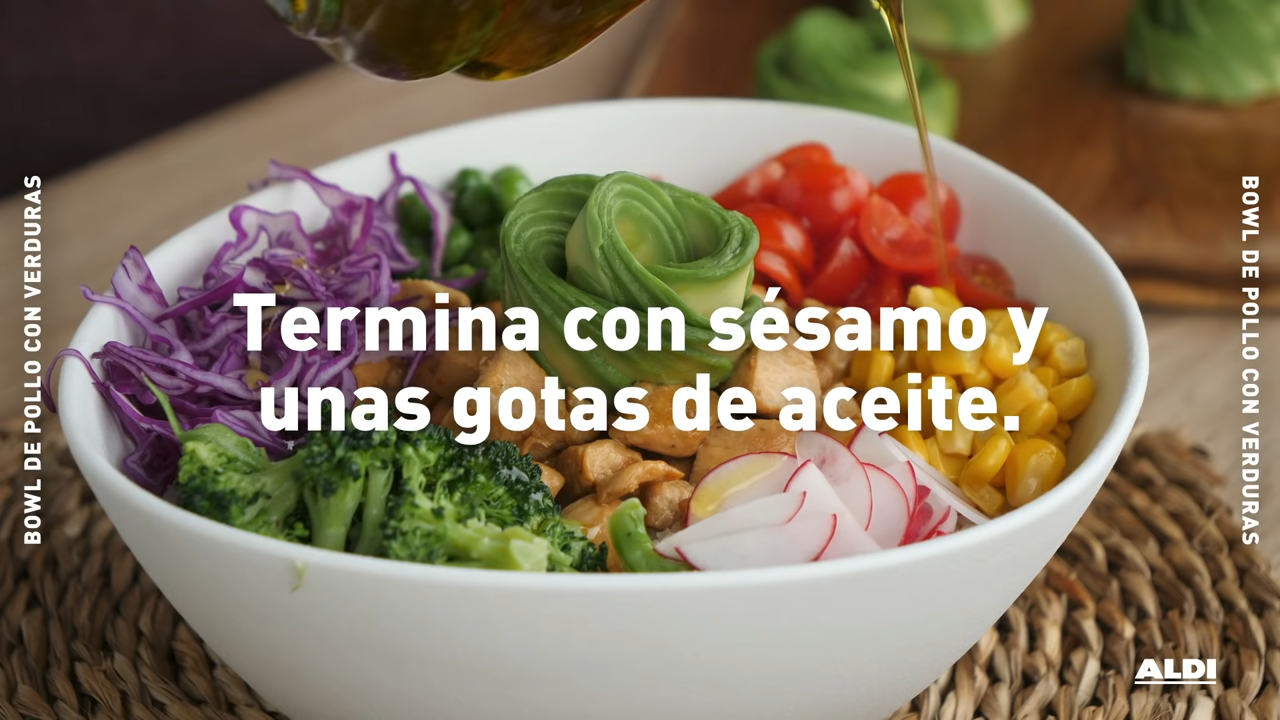 BOWL DE POLLO CON VERDURAS
Termina con sésamo y
unas gotas de aceite.
BOWL DE POLLO CON VERDURAS
ALDI